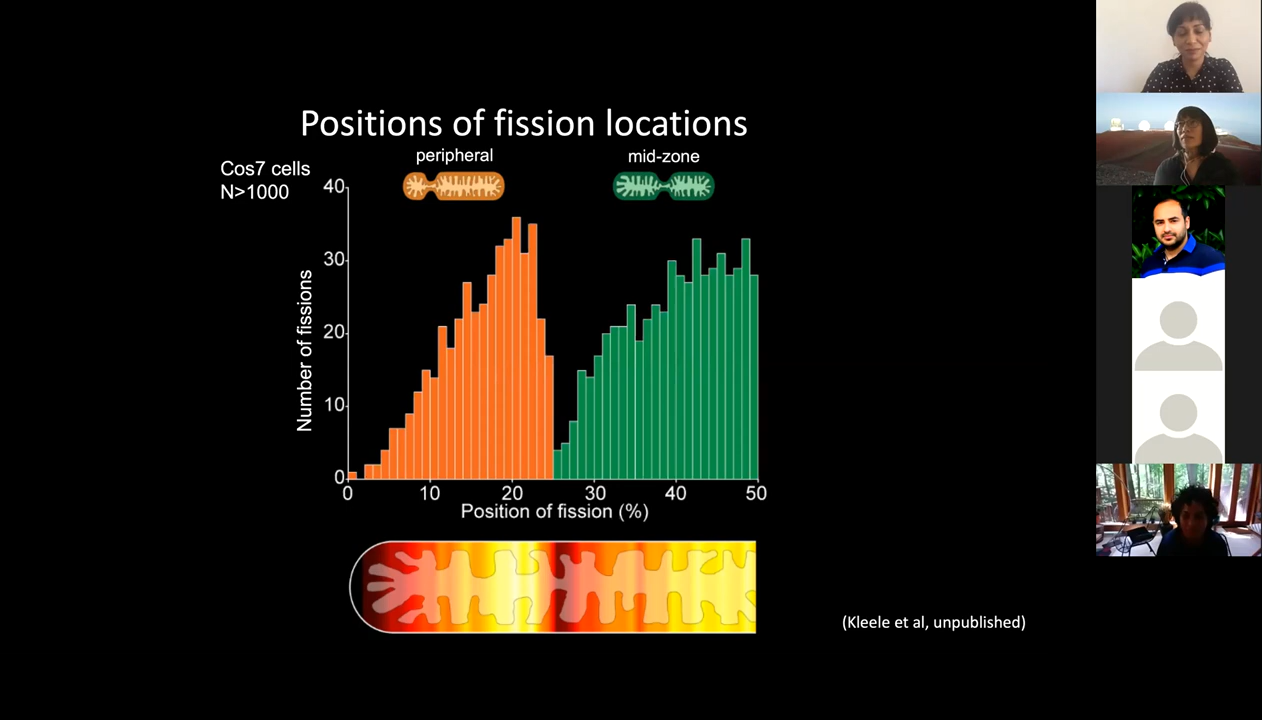 Positions of fission locations
peripheral
mid-zone
Cos7 cells
N>1000
40
30
20
10
0
Number of fissions
0 10 20 30 40 50
Position of fission (%)
(Kleele et al, unpublished)